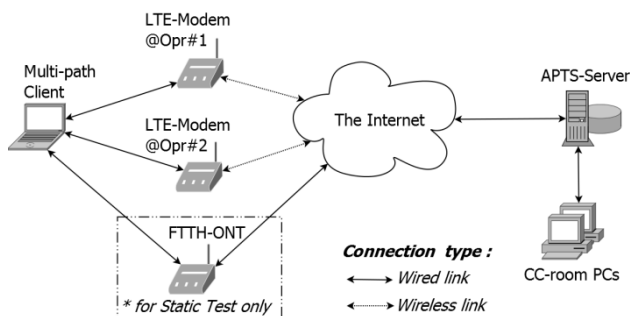 LTE-Modem
@Opr#1
Multi-path
Client
LTE-Modem
@Opr#2
The Internet
APTS-Server
FTTH-ONT
* for Static Test only
Connection type :
Wired link
Wireless link
CC-room PCs